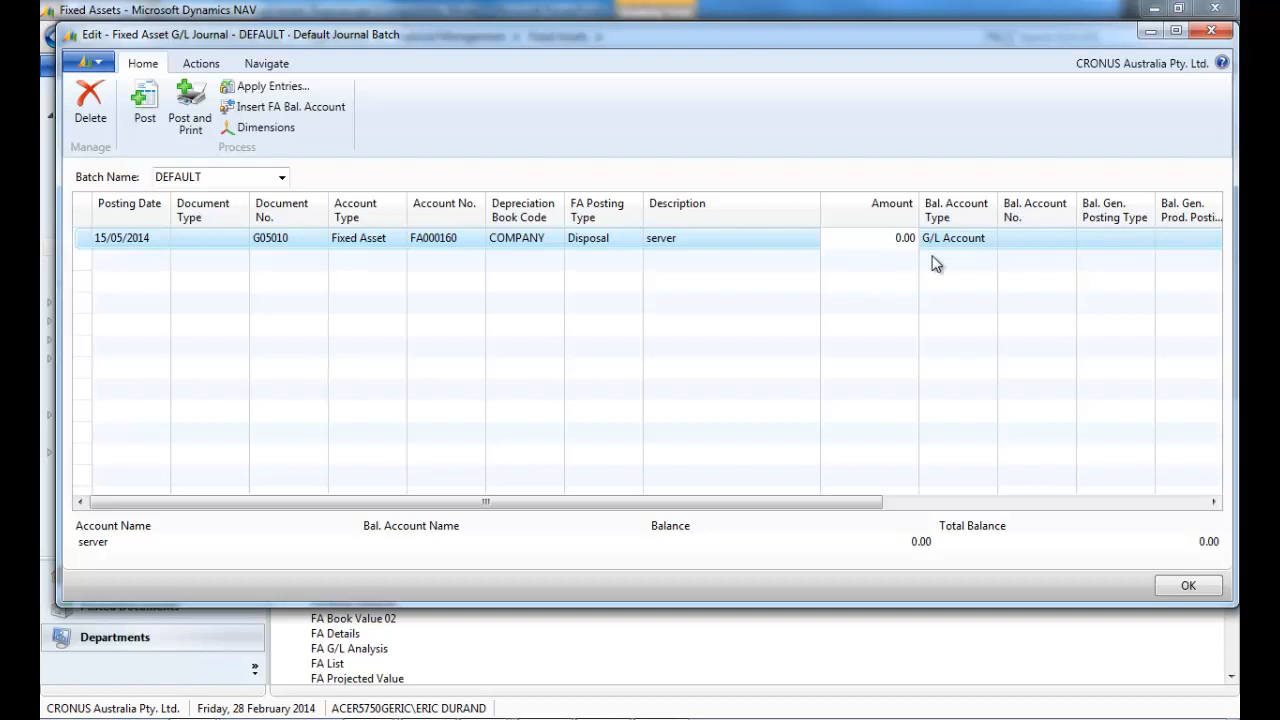 Fixed Assets - Microsoft Dynamics NAV
Edit - Fixed Asset G/L Journal - DEFAULT · Default Journal Batch
Home Actions Navigate CRONUS Australia Pty. Ltd.
Delete
Post
Post and Print
Apply Entries...
Insert FA Bal. Account
Dimensions
Manage Process
Batch Name: DEFAULT
Posting Date Document Type Document No. Account Type Account No. Depreciation Book Code FA Posting Type Description Amount Bal. Account Type Bal. Account No. Bal. Gen. Posting Type Bal. Gen. Prod. Posti...
15/05/2014 G05010 Fixed Asset FA000160 COMPANY Disposal server 0.00 G/L Account
Account Name Bal. Account Name Balance Total Balance
server 0.00 0.00
OK
Departments
FA Book Value 02
FA Details
FA G/L Analysis
FA List
FA Projected Value
CRONUS Australia Pty. Ltd. Friday, 28 February 2014 ACER5750GERIC\ERIC DURAND